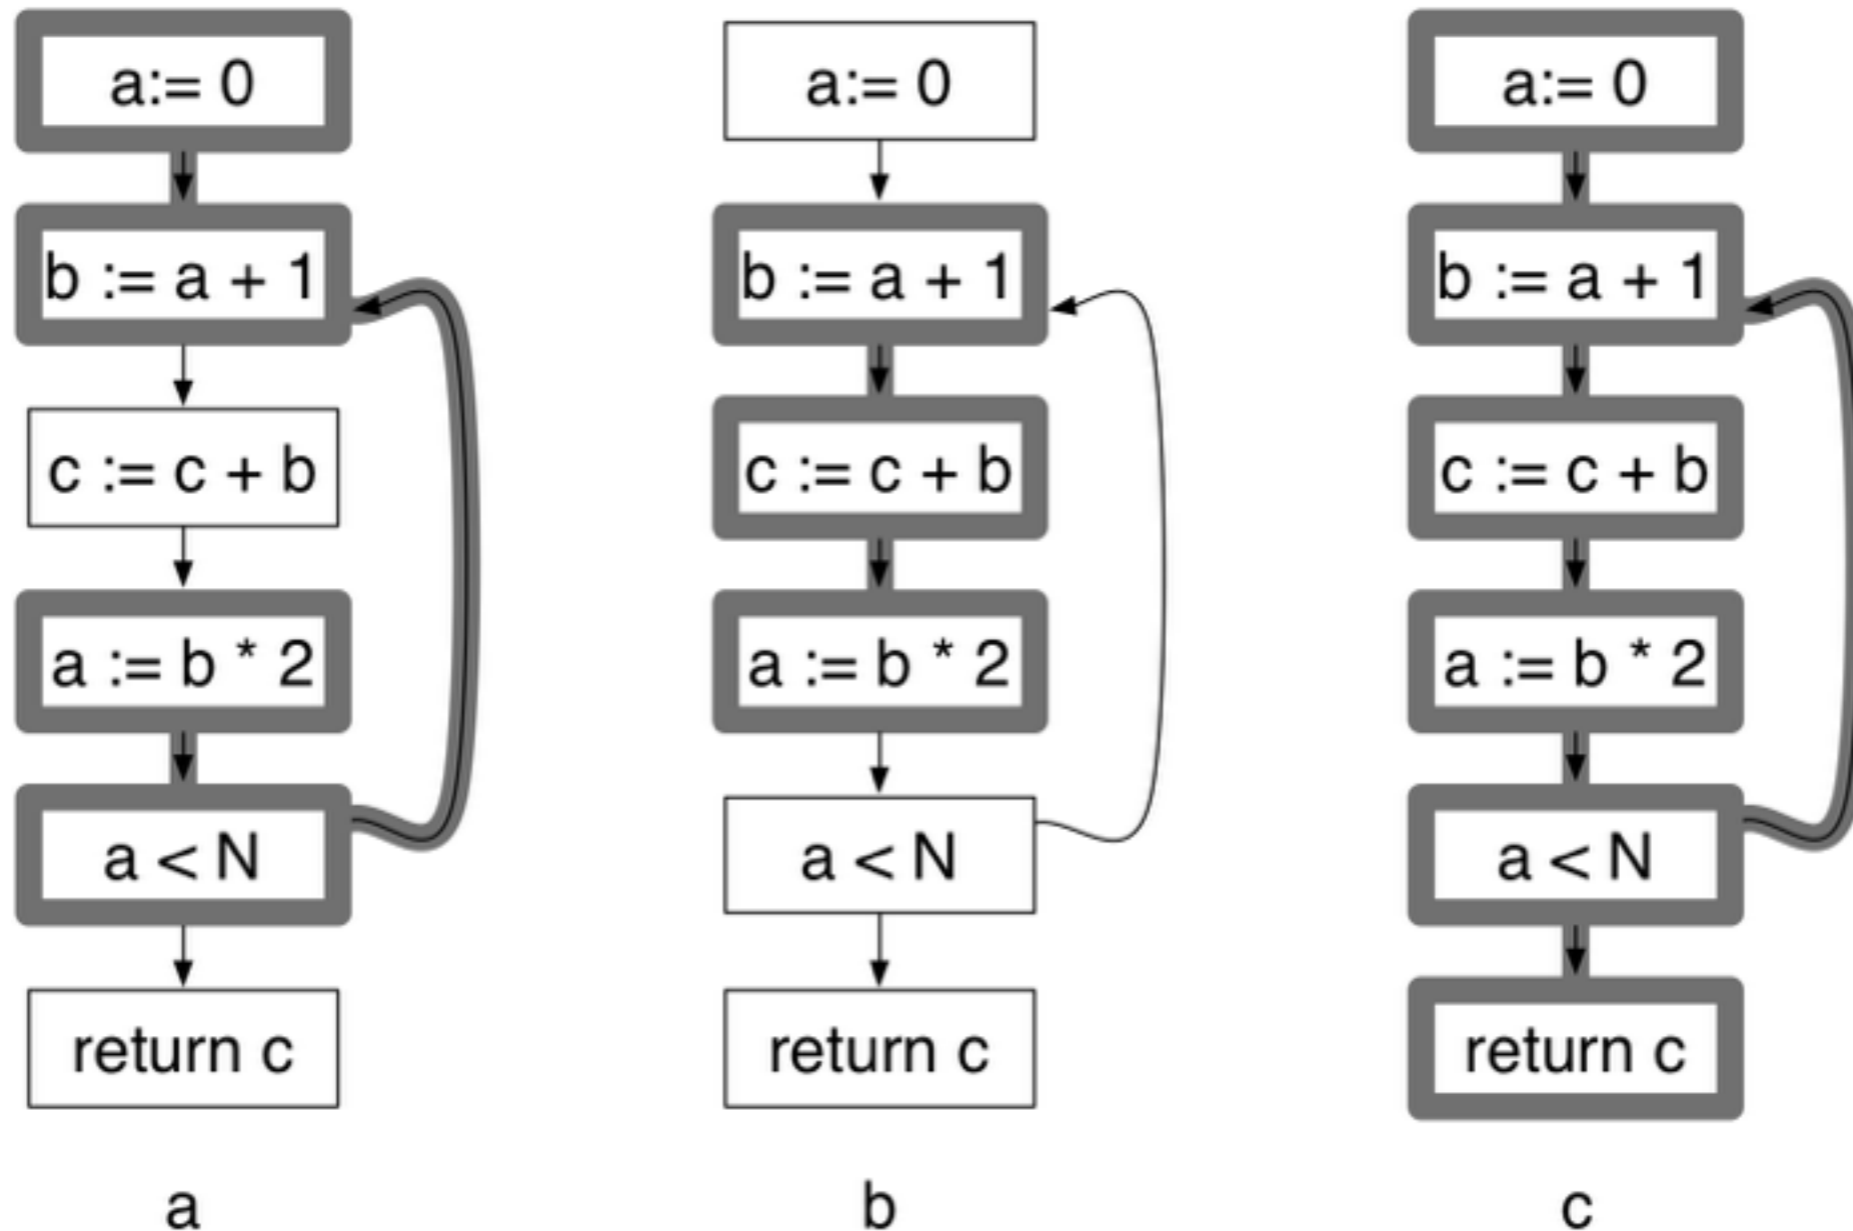 a:= 0
b := a + 1
c := c + b
a := b * 2
a < N
return c
a
a:= 0
b := a + 1
c := c + b
a := b * 2
a < N
return c
b
a:= 0
b := a + 1
c := c + b
a := b * 2
a < N
return c
c